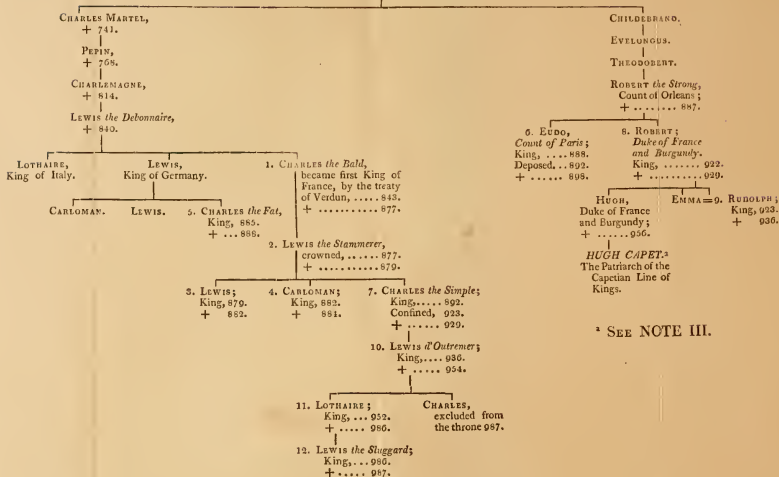 CHARLES MARTEL,
+ 741.
PEPIN,
+ 768.
CHARLEMAGNE,
+ 814.
LEWIS the Debonnaire,
+ 840.
LOTHAIRE,
King of Italy.
LEWIS,
King of Germany.
CARLOMAN.
LEWIS.
5. CHARLES the Fat,
King, 885.
+ ... 888.
1. CHARLES the Bald,
became first King of
France, by the treaty
of Verdun, ..... 843.
+ ........... 877.
2. LEWIS the Stammerer,
crowned, ...... 877.
+ ........... 879.
3. LEWIS;
King, 879.
+ 882.
4. CARLOMAN;
King, 882.
+ 884.
7. CHARLES the Simple;
King,..... 892.
Confined, 923.
+ ...... 929.
10. LEWIS d'Outremer;
King,.... 936.
+ ..... 954.
11. LOTHAIRE;
King, ... 952.
+ ..... 986.
CHARLES,
excluded from
the throne 987.
12. LEWIS the Sluggard;
King,... 986.
+ ..... 987.
CHILDEBRAND.
EVELONGUS.
THEODOBERT.
ROBERT the Strong,
Count of Orleans;
+ ........ 887.
6. EUDO,
Count of Paris;
King, .... 888.
Deposed.. 892.
+ ...... 898.
8. ROBERT;
Duke of France
and Burgundy.
King, ....... 922.
+ ......... 929.
HUGH,
Duke of France
and Burgundy;
+ ...... 956.
EMMA=9. RUDOLPH;
King, 923.
+ 936.
HUGH CAPET.²
The Patriarch of the
Capetian Line of
Kings.
² SEE NOTE III.